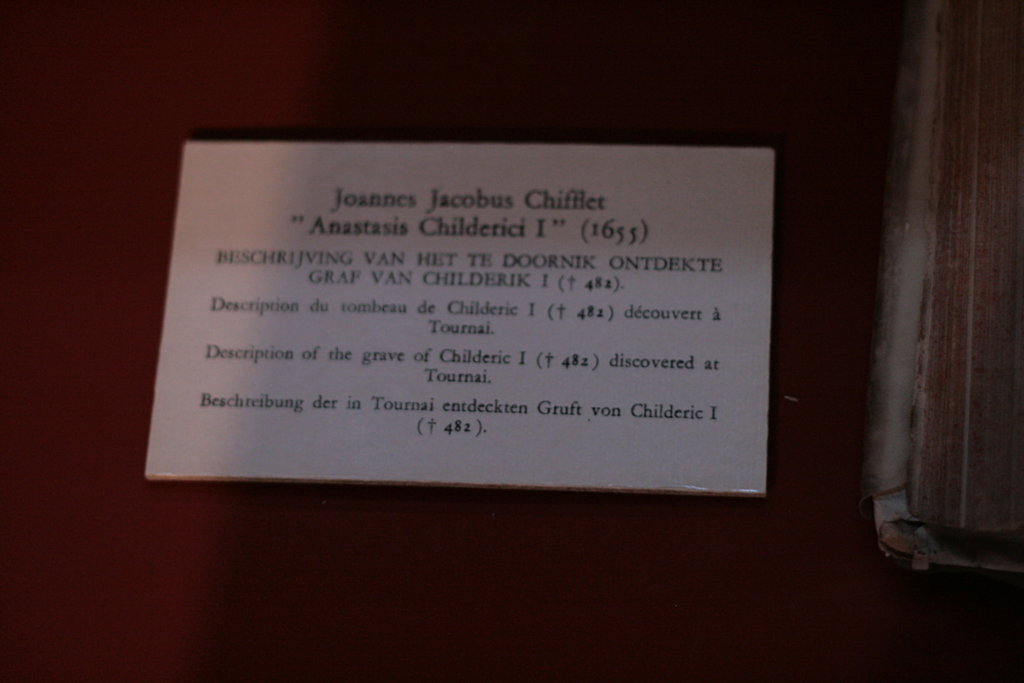 Joannes Jacobus Chifflet
"Anastasis Childerici I" (1655)
BESCHRIJVING VAN HET TE DOORNIK ONTDEKTE
GRAF VAN CHILDERIK I († 482).
Description du tombeau de Childeric I († 482) découvert à
Tournai.
Description of the grave of Childeric I († 482) discovered at
Tournai.
Beschreibung der in Tournai entdeckten Gruft von Childeric I
(† 482).